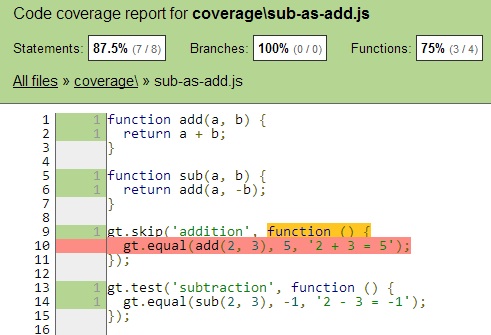 Code coverage report for coverage\sub-as-add.js
Statements: 87.5% (7 / 8) Branches: 100% (0 / 0) Functions: 75% (3 / 4)
All files » coverage\ » sub-as-add.js
1 1 function add(a, b) {
2 1 return a + b;
3 }
4
5 1 function sub(a, b) {
6 1 return add(a, -b);
7 }
8
9 1 gt.skip('addition', function () {
10 gt.equal(add(2, 3), 5, '2 + 3 = 5');
11 });
12
13 1 gt.test('subtraction', function () {
14 1 gt.equal(sub(2, 3), -1, '2 - 3 = -1');
15 });
16